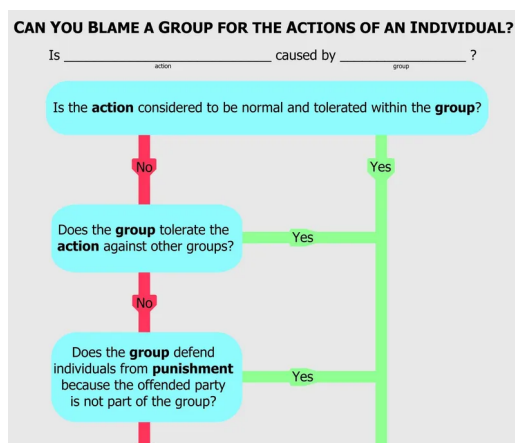 CAN YOU BLAME A GROUP FOR THE ACTIONS OF AN INDIVIDUAL?
Is ______ caused by ______ ?
action group
Is the action considered to be normal and tolerated within the group?
No
Yes
Does the group tolerate the
action against other groups?
Yes
No
Does the group defend
individuals from punishment
because the offended party
is not part of the group?
Yes